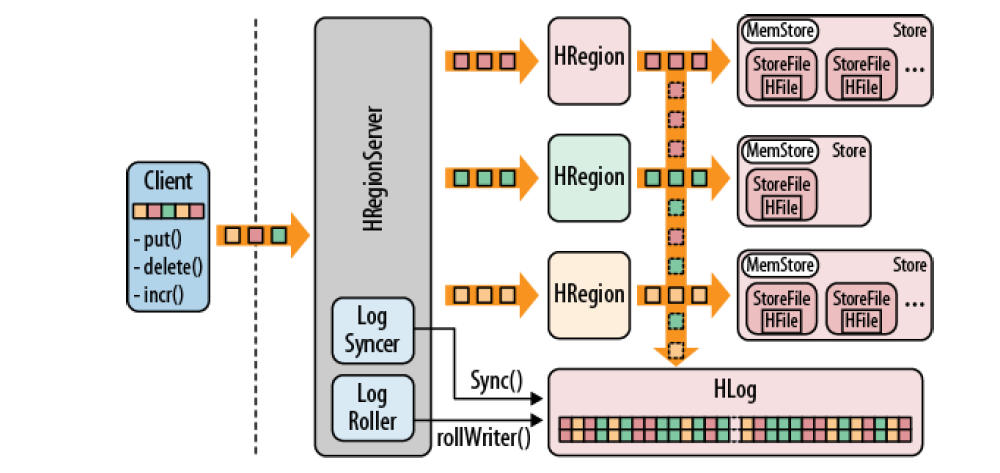 Client
- put()
- delete()
- incr()
HRegionServer
Log
Syncer
Log
Roller
HRegion
MemStore Store
StoreFile StoreFile ...
HFile HFile
HRegion
MemStore Store
StoreFile
HFile
HRegion
MemStore Store
StoreFile StoreFile ...
HFile HFile
Sync()
rollWriter()
HLog